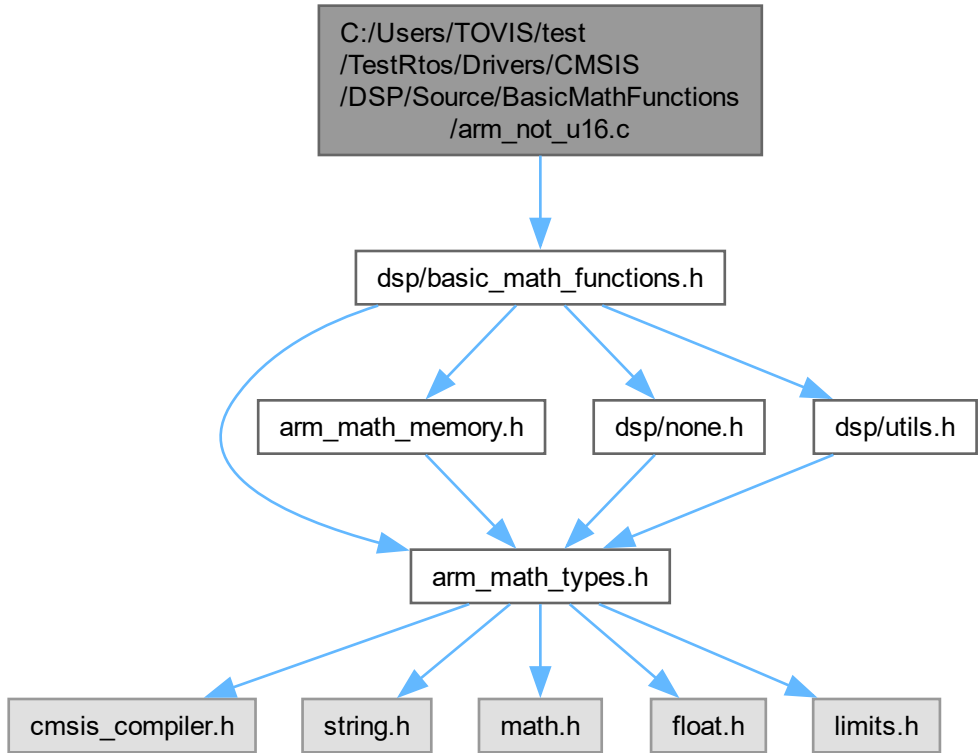 C:/Users/TOVIS/test
/TestRtos/Drivers/CMSIS
/DSP/Source/BasicMathFunctions
/arm_not_u16.c
dsp/basic_math_functions.h
arm_math_memory.h
dsp/none.h
dsp/utils.h
arm_math_types.h
cmsis_compiler.h
string.h
math.h
float.h
limits.h